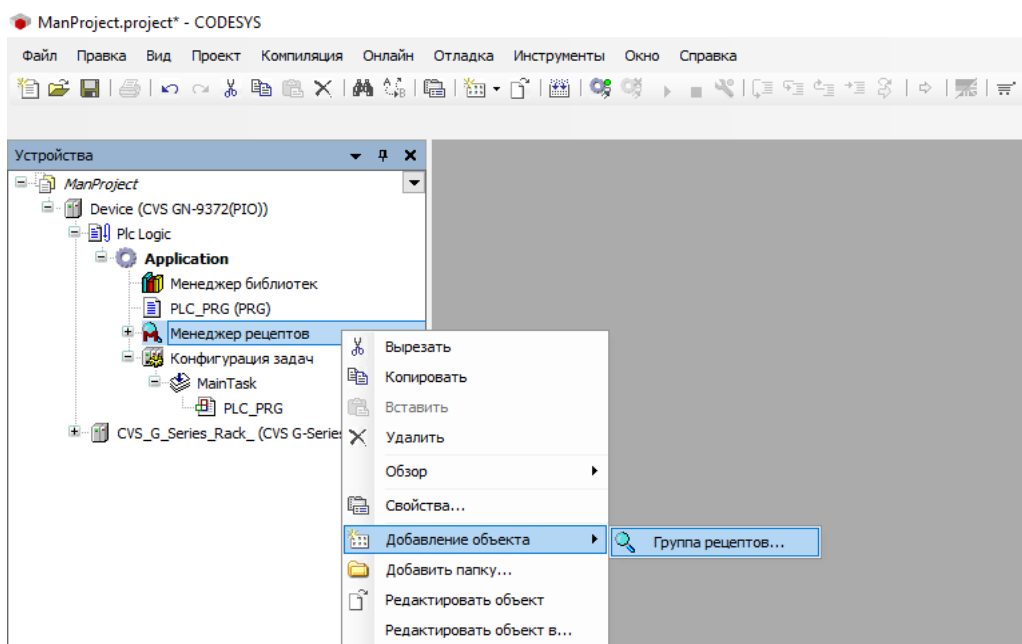 ManProject.project* - CODESYS
Файл Правка Вид Проект Компиляция Онлайн Отладка Инструменты Окно Справка
Устройства
ManProject
Device (CVS GN-9372(PIO))
Plc Logic
Application
Менеджер библиотек
PLC_PRG (PRG)
Менеджер рецептов
Конфигурация задач
MainTask
PLC_PRG
CVS_G_Series_Rack_ (CVS G-Serie
Вырезать
Копировать
Вставить
Удалить
Обзор
Свойства...
Добавление объекта
Группа рецептов...
Добавить папку...
Редактировать объект
Редактировать объект в...